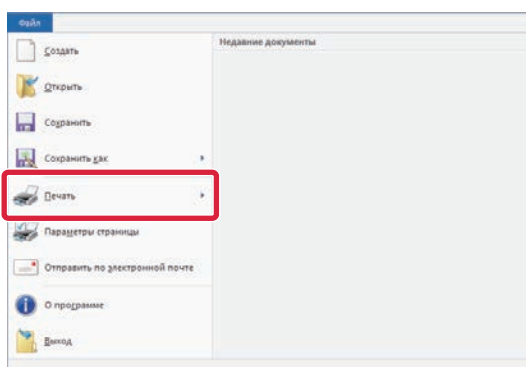 Файл
Недавние документы
Создать
Открыть
Сохранить
Сохранить как
Печать
Параметры страницы
Отправить по электронной почте
О программе
Выход